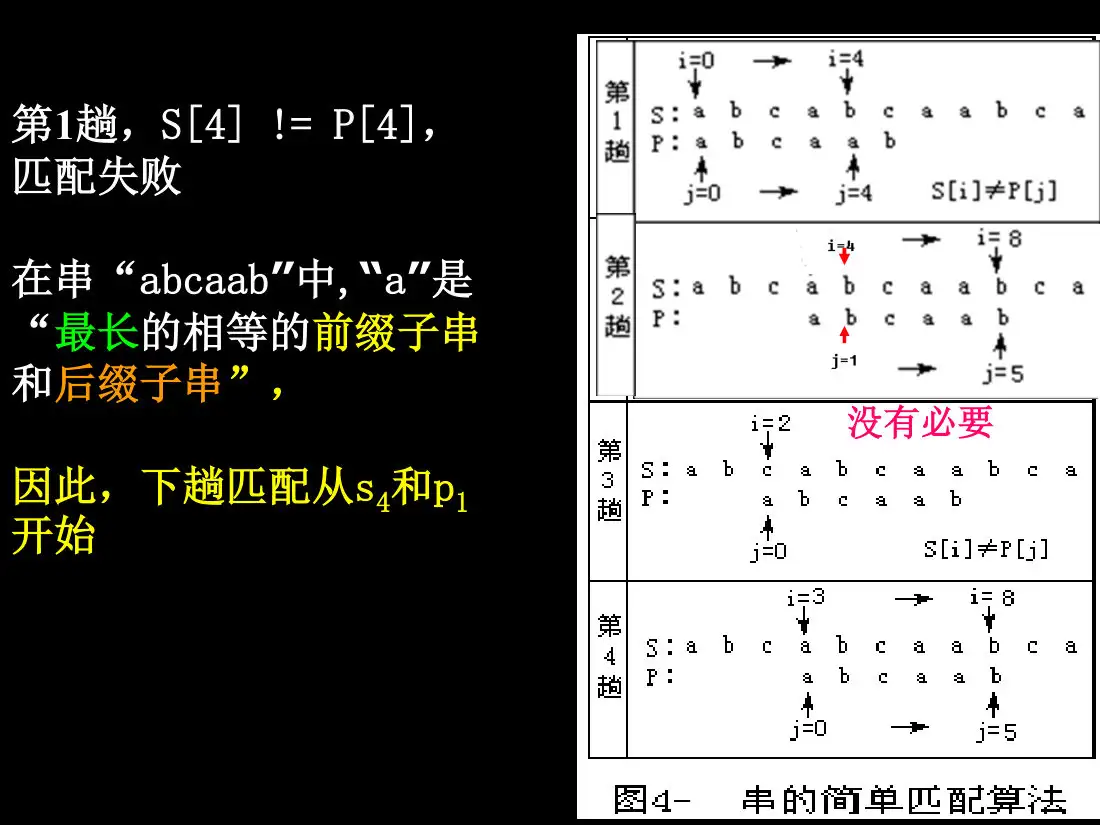 第1趟，S[4] != P[4]，
匹配失败
在串“abcaab”中,“a”是
“最长的相等的前缀子串
和后缀子串”，
因此，下趟匹配从s4和p1
开始
第1趟
i=0 → i=4
S: a b c a b c a a b c a
P: a b c a a b
j=0 → j=4 S[i]≠P[j]
第2趟
i=4 → i=8
S: a b c a b c a a b c a
P: a b c a a b
j=1 → j=5
没有必要
第3趟
i=2
S: a b c a b c a a b c a
P: a b c a a b
j=0 S[i]≠P[j]
第4趟
i=3 → i=8
S: a b c a b c a a b c a
P: a b c a a b
j=0 → j=5
图4- 串的简单匹配算法